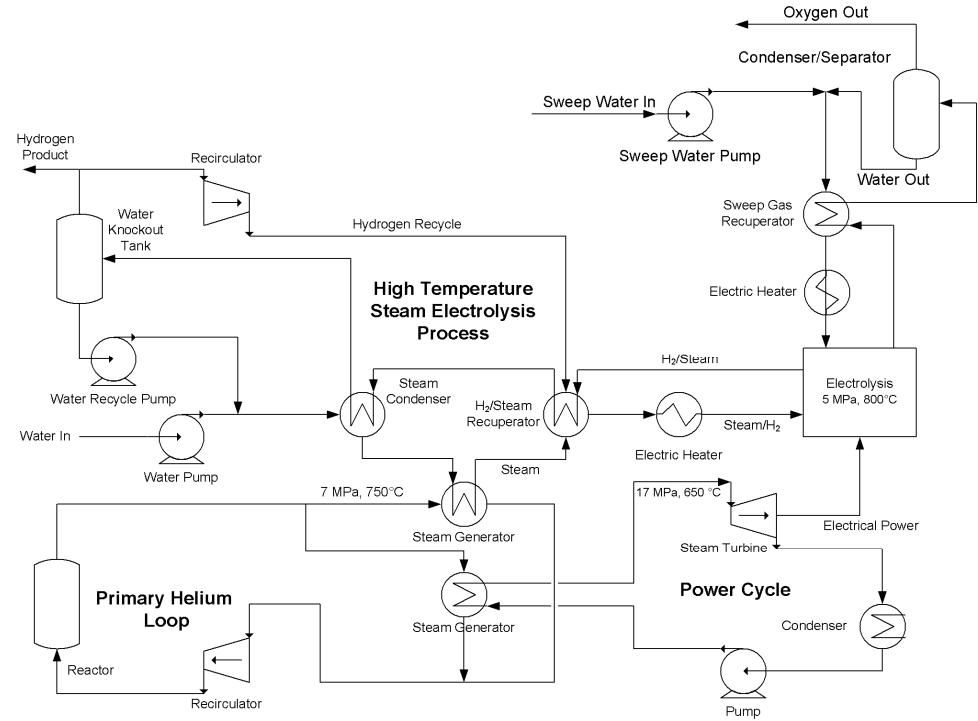 Oxygen Out
Condenser/Separator
Sweep Water In
Sweep Water Pump
Water Out
Hydrogen
Product
Recirculator
Water
Knockout
Tank
Hydrogen Recycle
Sweep Gas
Recuperator
High Temperature
Steam Electrolysis
Process
Electric Heater
H2/Steam
Electrolysis
5 MPa, 800°C
Water Recycle Pump
Steam
Condenser
H2/Steam
Recuperator
Steam/H2
Water In
Water Pump
Electric Heater
Steam
7 MPa, 750°C
17 MPa, 650 °C
Steam Generator
Electrical Power
Steam Turbine
Primary Helium
Loop
Power Cycle
Steam Generator
Condenser
Reactor
Recirculator
Pump